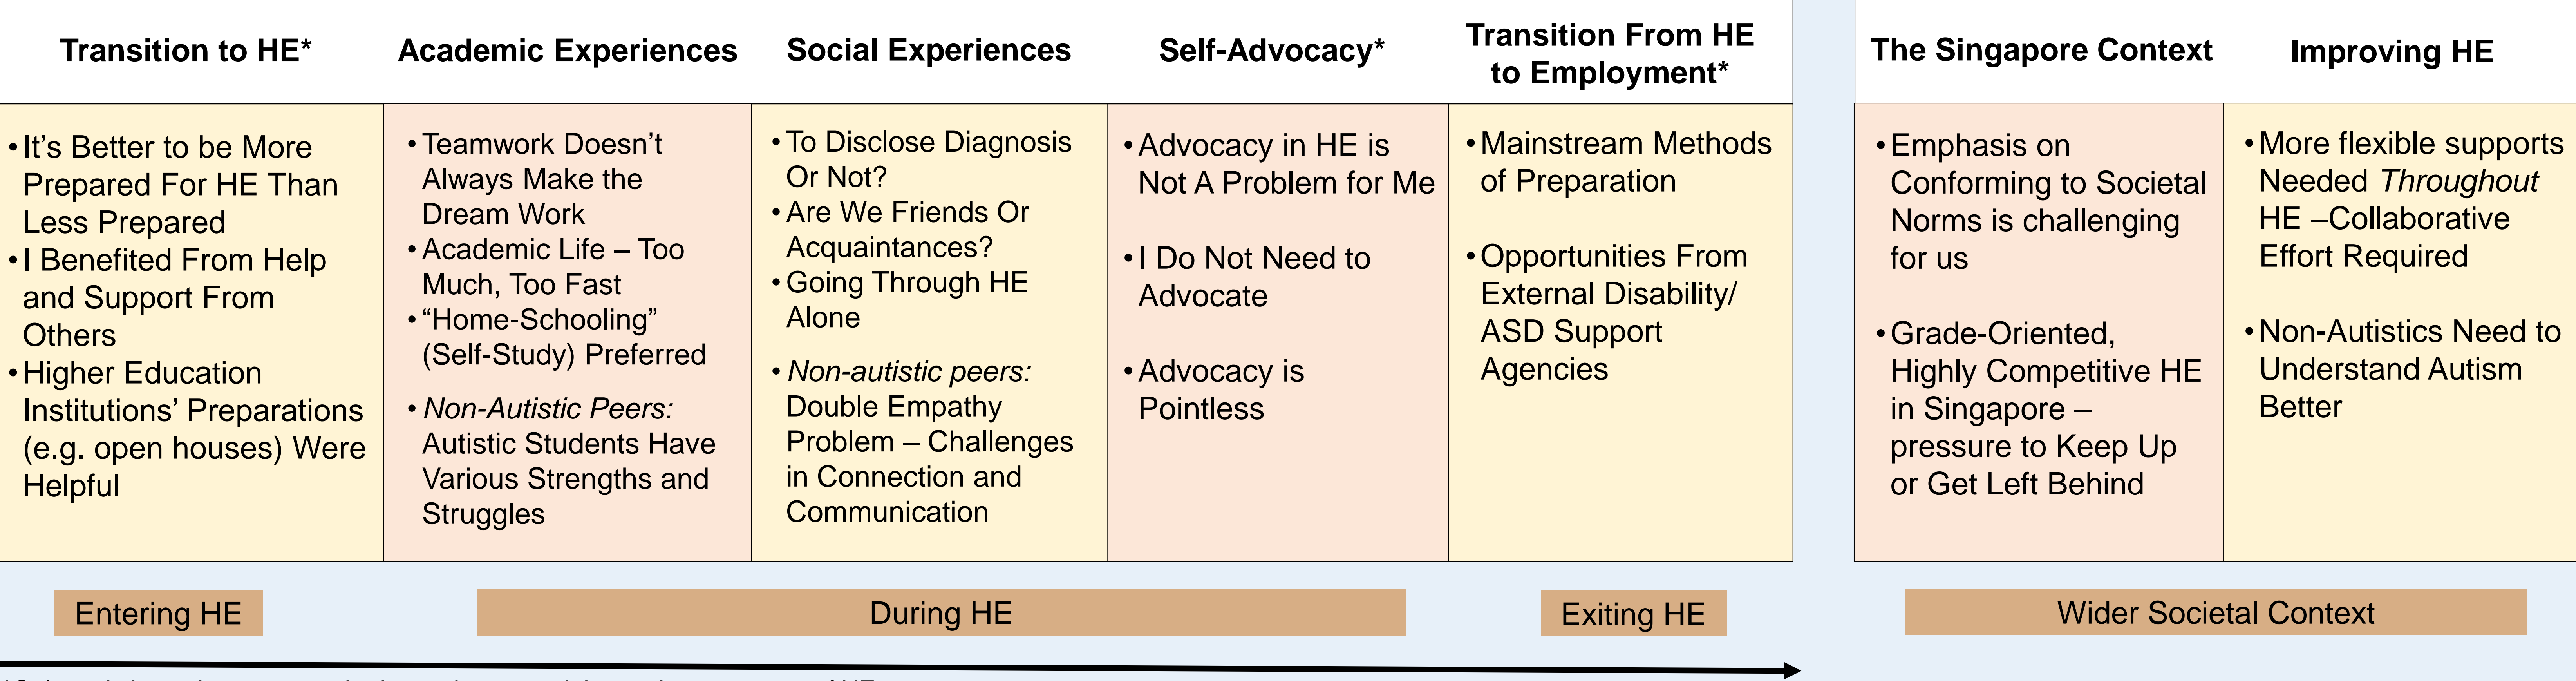 Transition to HE*
It's Better to be More
Prepared For HE Than
Less Prepared
I Benefited From Help
and Support From
Others
Higher Education
Institutions' Preparations
(e.g. open houses) Were
Helpful
Academic Experiences
Teamwork Doesn't
Always Make the
Dream Work
Academic Life – Too
Much, Too Fast
“Home-Schooling”
(Self-Study) Preferred
Non-Autistic Peers:
Autistic Students Have
Various Strengths and
Struggles
Social Experiences
To Disclose Diagnosis
Or Not?
Are We Friends Or
Acquaintances?
Going Through HE
Alone
Non-autistic peers:
Double Empathy
Problem – Challenges
in Connection and
Communication
Self-Advocacy*
Advocacy in HE is
Not A Problem for Me
I Do Not Need to
Advocate
Advocacy is
Pointless
Transition From HE
to Employment*
Mainstream Methods
of Preparation
Opportunities From
External Disability/
ASD Support
Agencies
The Singapore Context
Emphasis on
Conforming to Societal
Norms is challenging
for us
Grade-Oriented,
Highly Competitive HE
in Singapore –
pressure to Keep Up
or Get Left Behind
Improving HE
More flexible supports
Needed Throughout
HE –Collaborative
Effort Required
Non-Autistics Need to
Understand Autism
Better
Entering HE
During HE
Exiting HE
Wider Societal Context